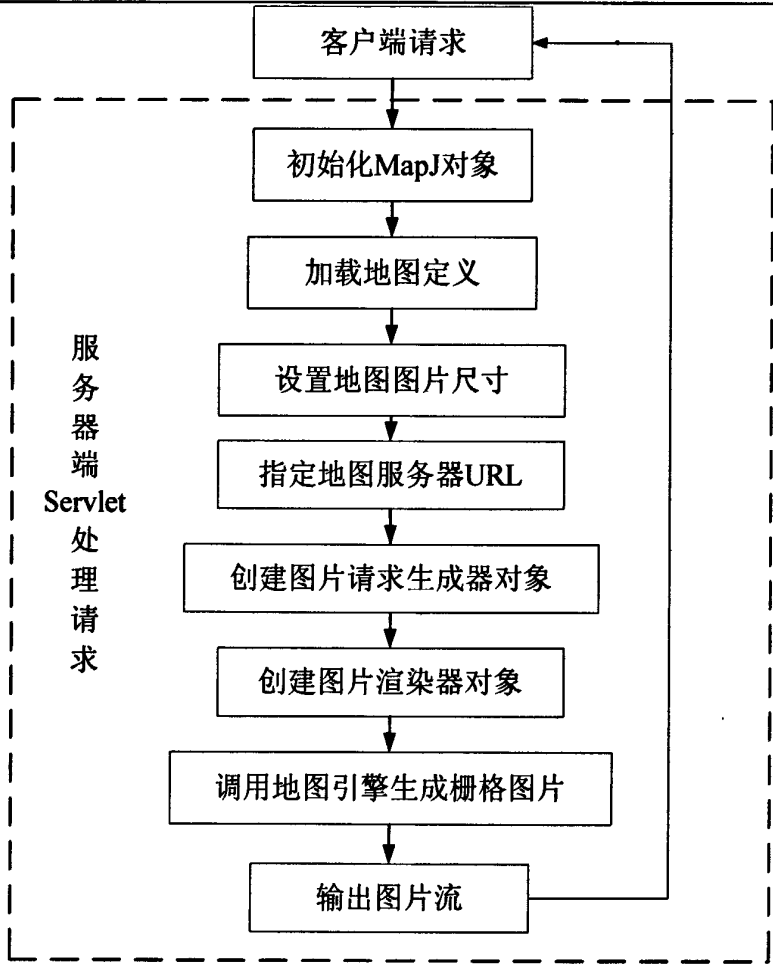 客户端请求
初始化MapJ对象
加载地图定义
设置地图图片尺寸
指定地图服务器URL
创建图片请求生成器对象
创建图片渲染器对象
调用地图引擎生成栅格图片
输出图片流
服
务
器
端
Servlet
处
理
请
求